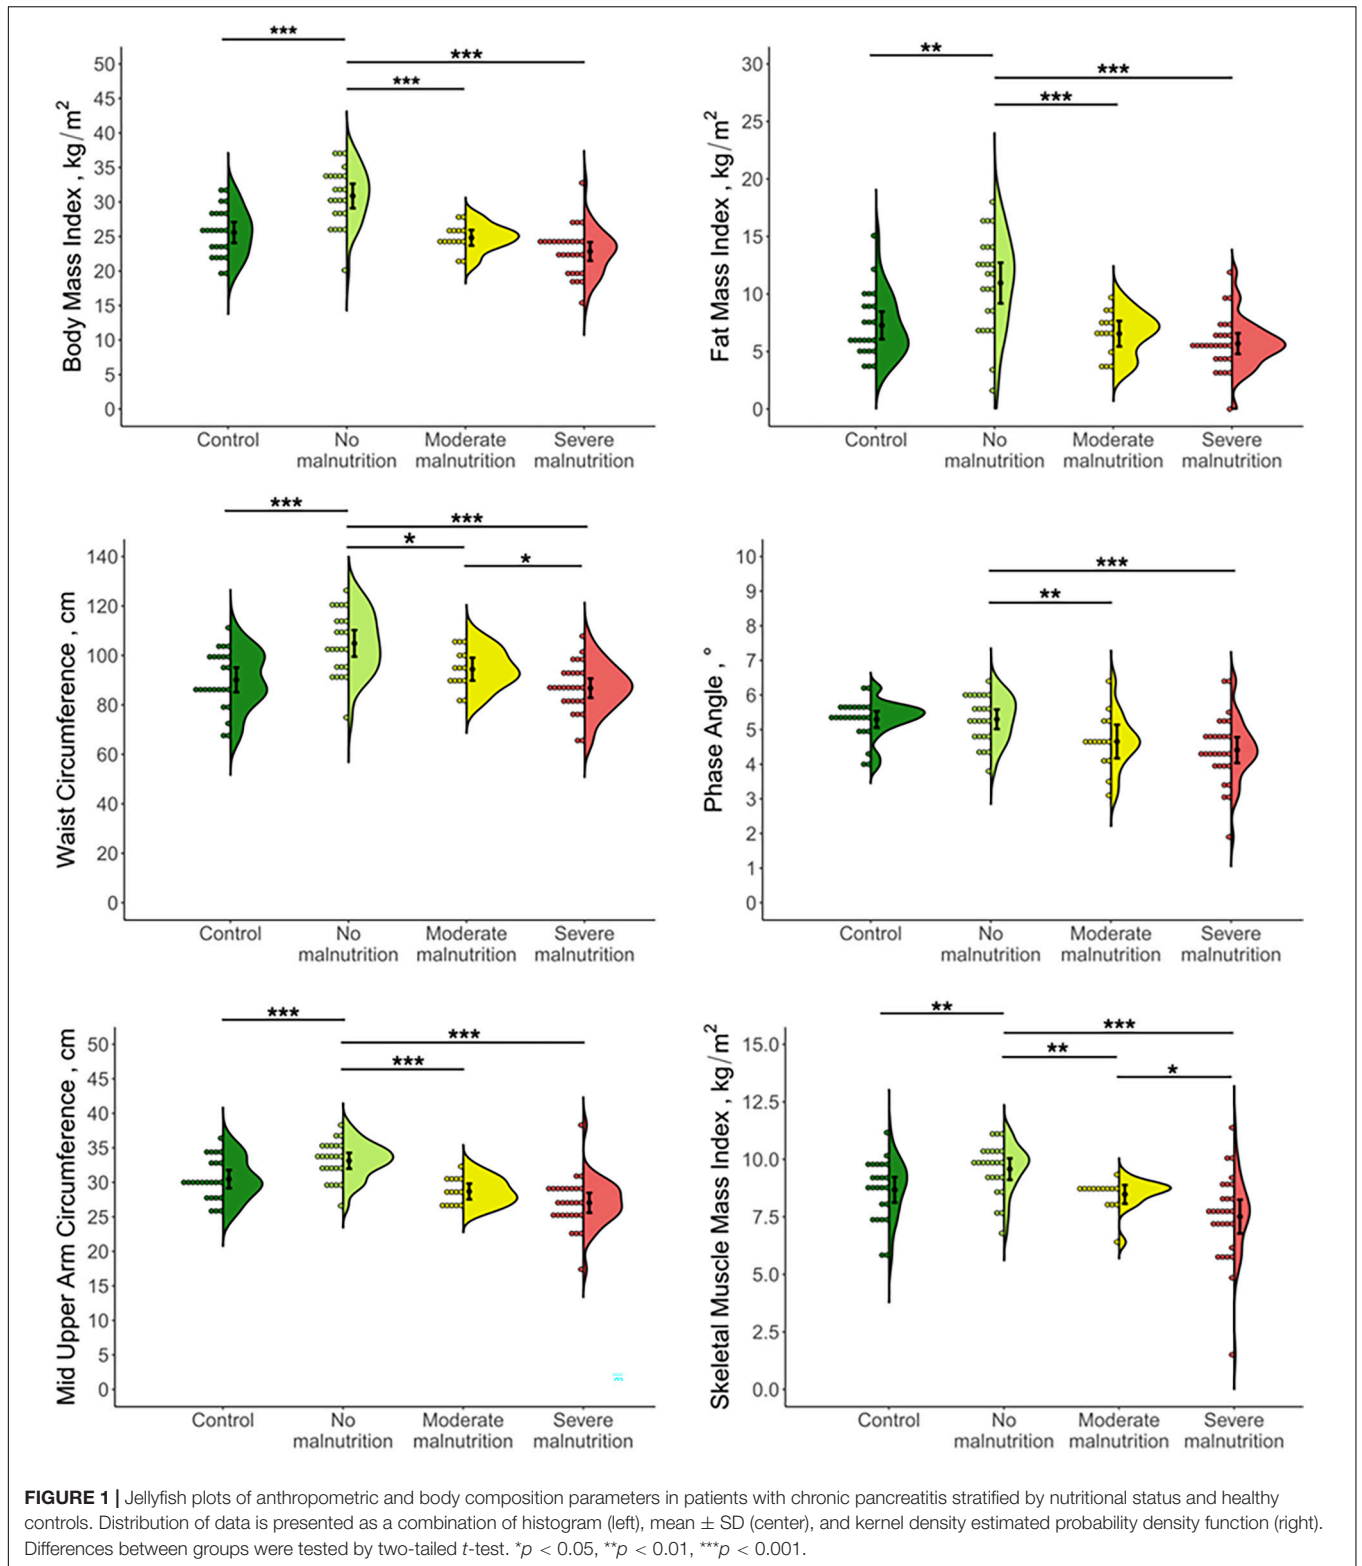 ***
***
***
Body Mass Index , kg/m²
50
45
40
35
30
25
20
15
10
5
0
Control
No malnutrition
Moderate malnutrition
Severe malnutrition
**
***
***
Fat Mass Index , kg/m²
30
25
20
15
10
5
0
Control
No malnutrition
Moderate malnutrition
Severe malnutrition
***
***
*
*
Waist Circumference , cm
140
120
100
80
60
40
20
0
Control
No malnutrition
Moderate malnutrition
Severe malnutrition
***
**
Phase Angle , °
10
9
8
7
6
5
4
3
2
1
0
Control
No malnutrition
Moderate malnutrition
Severe malnutrition
***
***
***
Mid Upper Arm Circumference , cm
50
45
40
35
30
25
20
15
10
5
0
Control
No malnutrition
Moderate malnutrition
Severe malnutrition
**
***
**
*
Skeletal Muscle Mass Index , kg/m²
15.0
12.5
10.0
7.5
5.0
2.5
0.0
Control
No malnutrition
Moderate malnutrition
Severe malnutrition
FIGURE 1 | Jellyfish plots of anthropometric and body composition parameters in patients with chronic pancreatitis stratified by nutritional status and healthy
controls. Distribution of data is presented as a combination of histogram (left), mean ± SD (center), and kernel density estimated probability density function (right).
Differences between groups were tested by two-tailed t-test. *p < 0.05, **p < 0.01, ***p < 0.001.